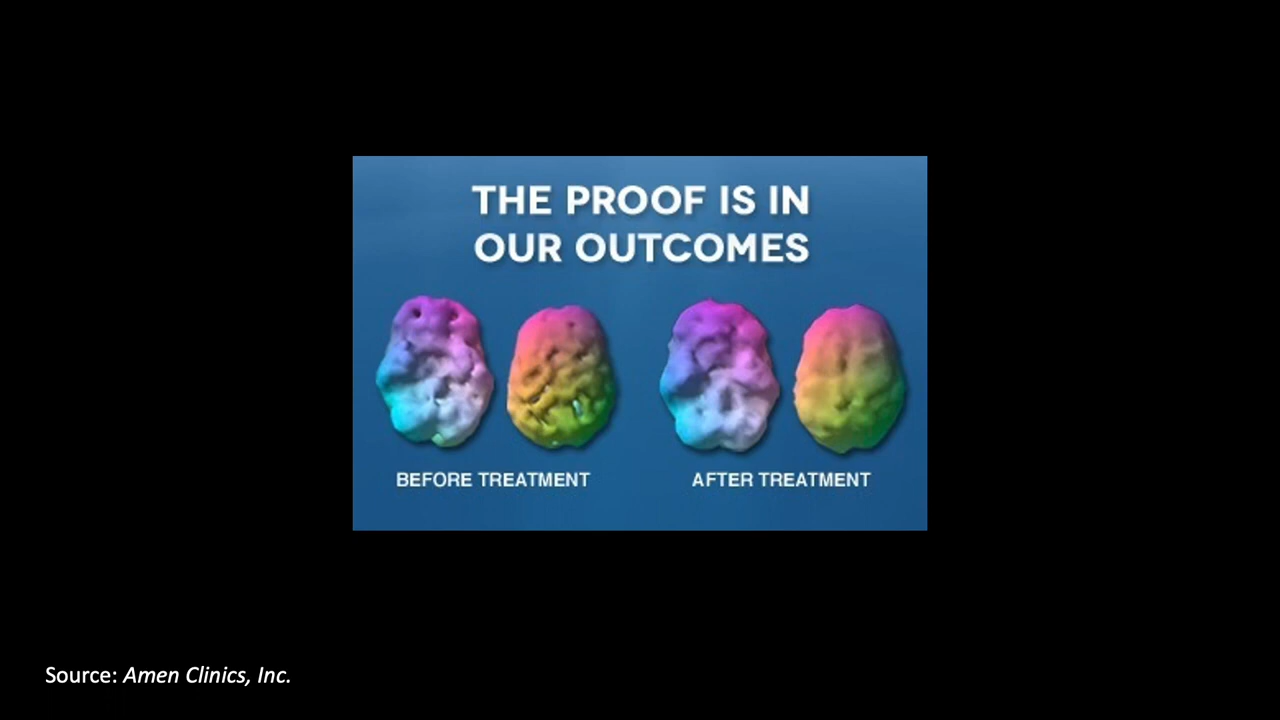 THE PROOF IS IN
OUR OUTCOMES
BEFORE TREATMENT
AFTER TREATMENT
Source: Amen Clinics, Inc.